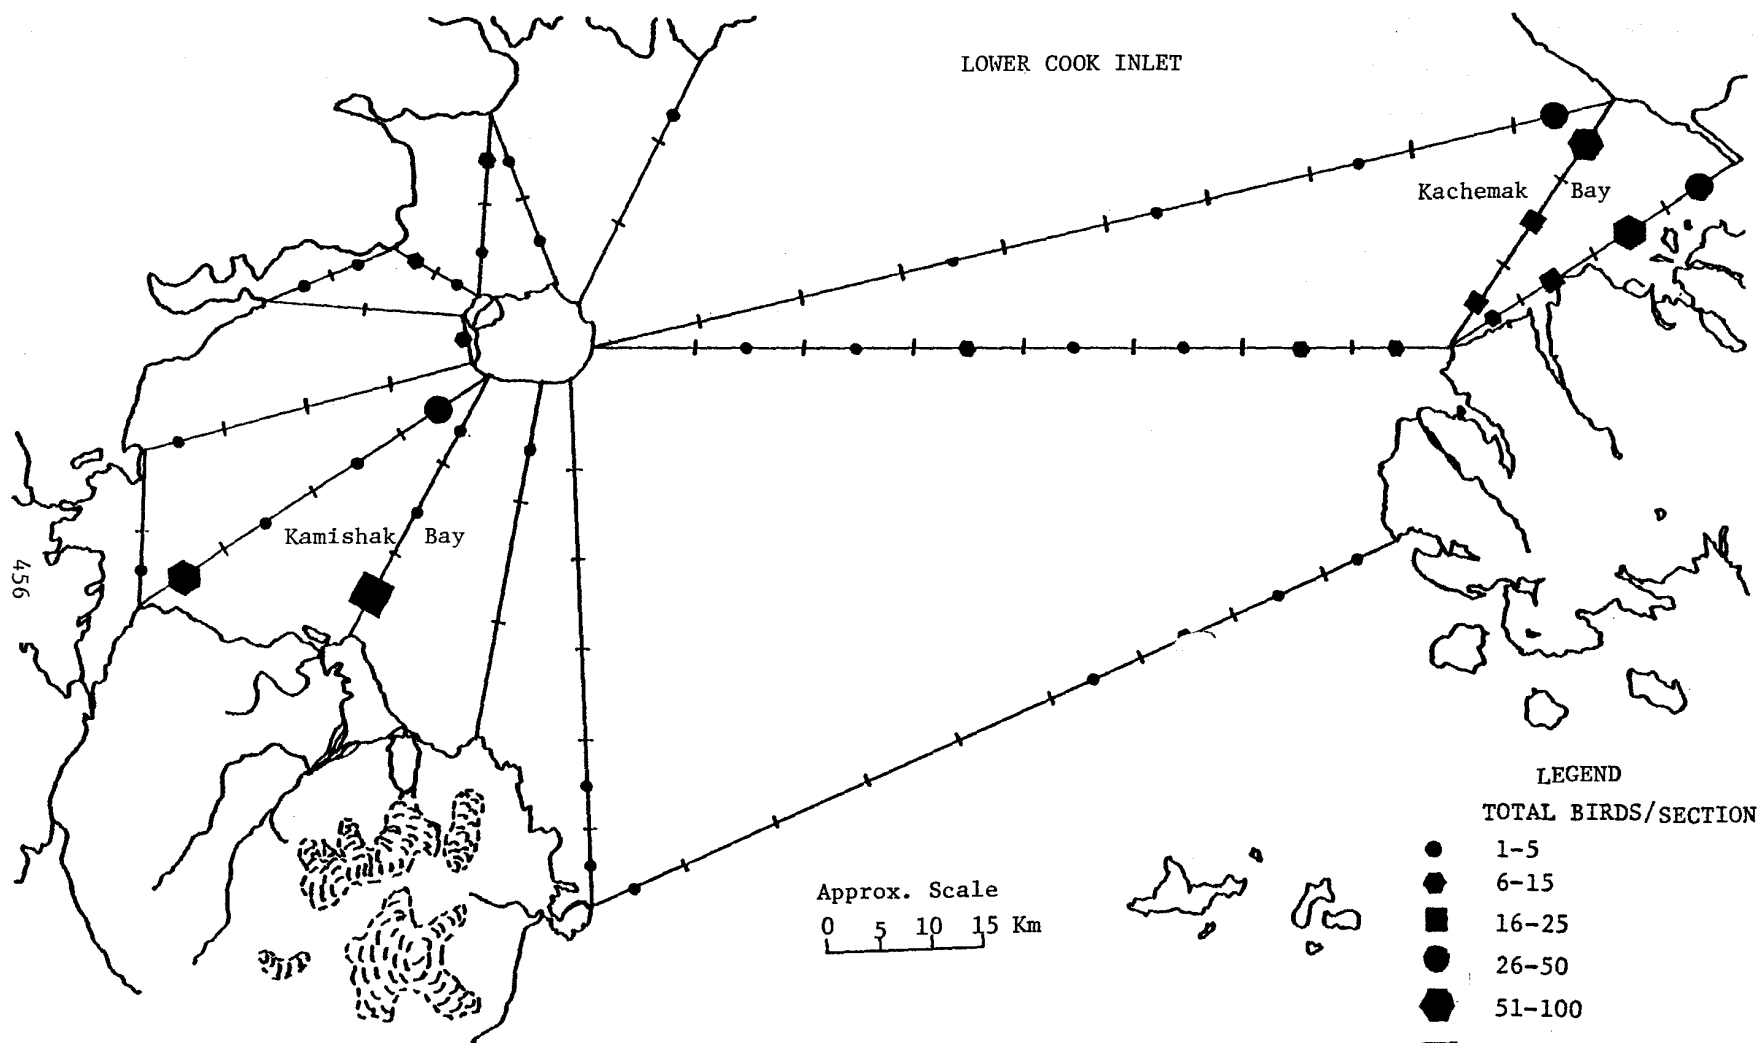 LOWER COOK INLET
Kachemak Bay
Kamishak Bay
456
LEGEND
TOTAL BIRDS/SECTION
1-5
6-15
16-25
26-50
51-100
Approx. Scale
0 5 10 15 Km